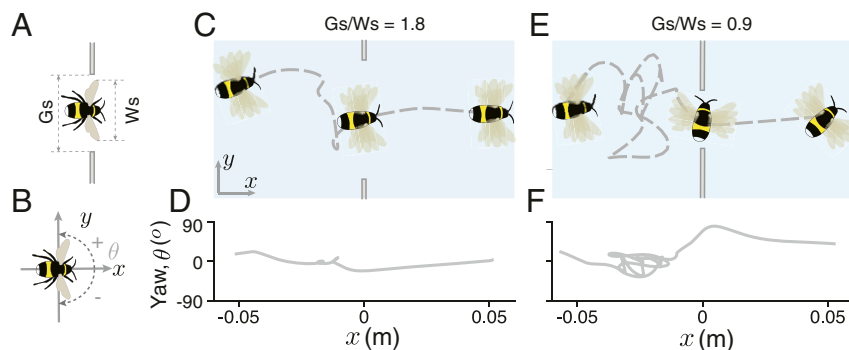 A
Gs
Ws
B
y
+
θ
x
-
C
Gs/Ws = 1.8
y
x
D
Yaw, θ(o)
90
0
-90
-0.05
0
0.05
x (m)
E
Gs/Ws = 0.9
F
-0.05
0
0.05
x (m)